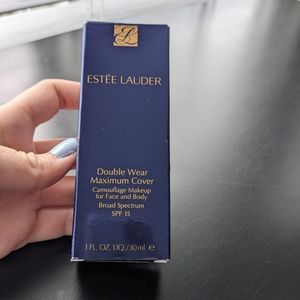 ESTĒE LAUDER
Double Wear
Maximum Cover
Camouflage Makeup
for Face and Body
Broad Spectrum
SPF 15
1 FL. OZ. LIQ./30ml ℮